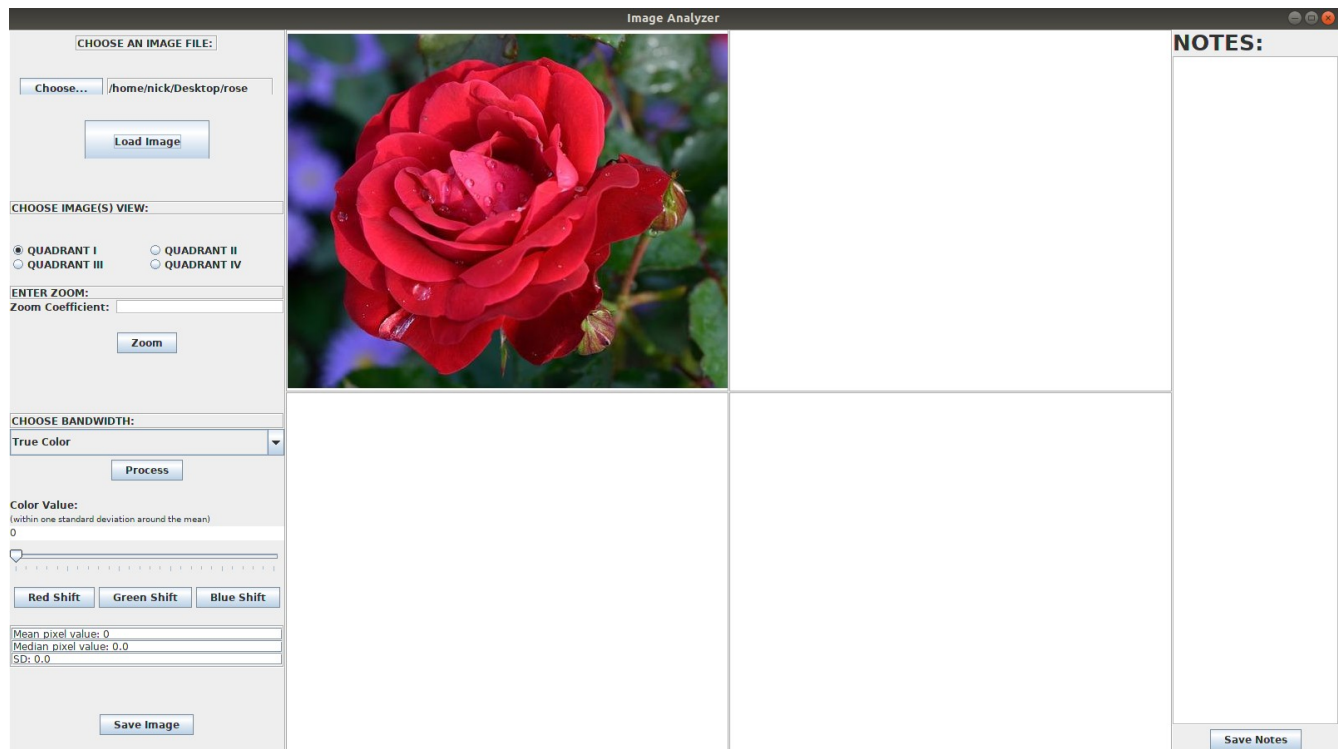 Image Analyzer
CHOOSE AN IMAGE FILE:
Choose... /home/nick/Desktop/rose
Load Image
CHOOSE IMAGE(S) VIEW:
QUADRANT I QUADRANT II
QUADRANT III QUADRANT IV
ENTER ZOOM:
Zoom Coefficient:
Zoom
CHOOSE BANDWIDTH:
True Color
Process
Color Value:
(within one standard deviation around the mean)
0
Red Shift Green Shift Blue Shift
Mean pixel value: 0
Median pixel value: 0.0
SD: 0.0
Save Image
NOTES:
Save Notes